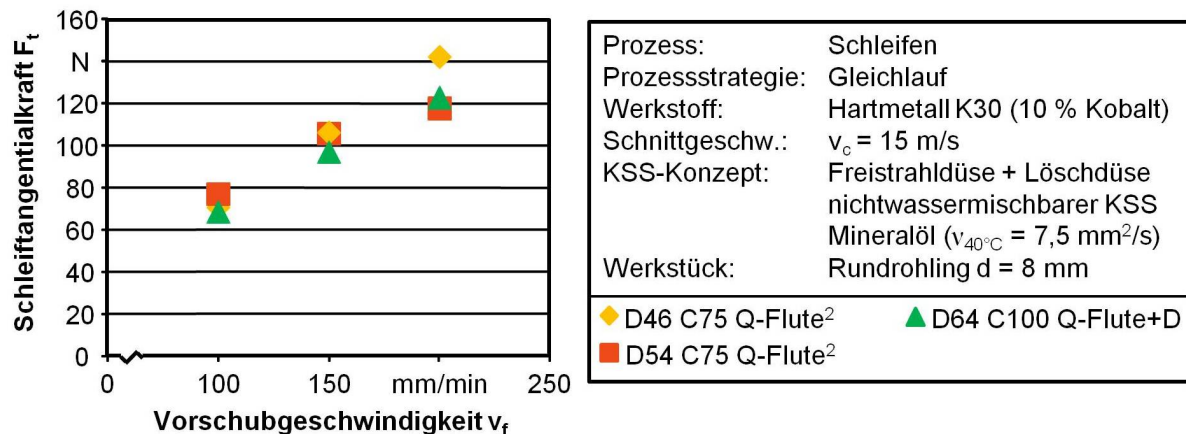 Schleiftangentialkraft Ft
160
N
120
100
80
60
40
20
0
0 100 150 mm/min 250
Vorschubgeschwindigkeit vf
Prozess: Schleifen
Prozessstrategie: Gleichlauf
Werkstoff: Hartmetall K30 (10 % Kobalt)
Schnittgeschw.: vc = 15 m/s
KSS-Konzept: Freistrahldüse + Löschdüse
nichtwassermischbarer KSS
Mineralöl (ν40°C = 7,5 mm²/s)
Werkstück: Rundrohling d = 8 mm
D46 C75 Q-Flute² D64 C100 Q-Flute+D
D54 C75 Q-Flute²